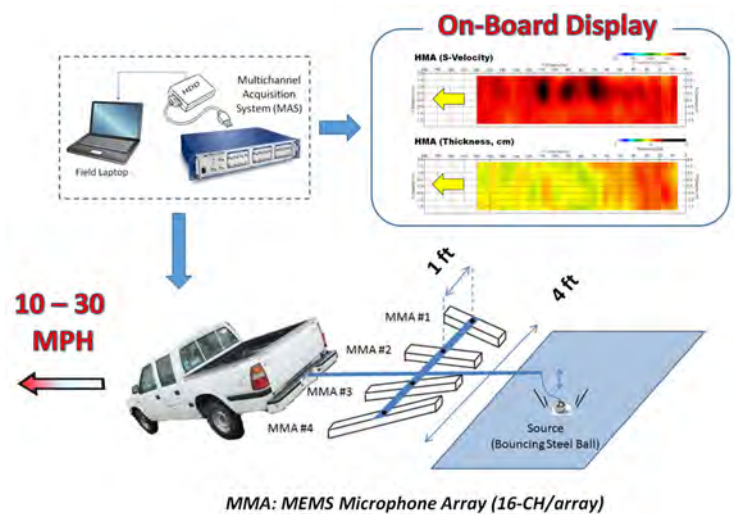 On-Board Display
HMA (S-Velocity)
HMA (Thickness, cm)
HDD
Multichannel
Acquisition
System (MAS)
Field Laptop
10 – 30
MPH
1 ft
4 ft
MMA #1
MMA #2
MMA #3
MMA #4
Source
(Bouncing Steel Ball)
MMA: MEMS Microphone Array (16-CH/array)